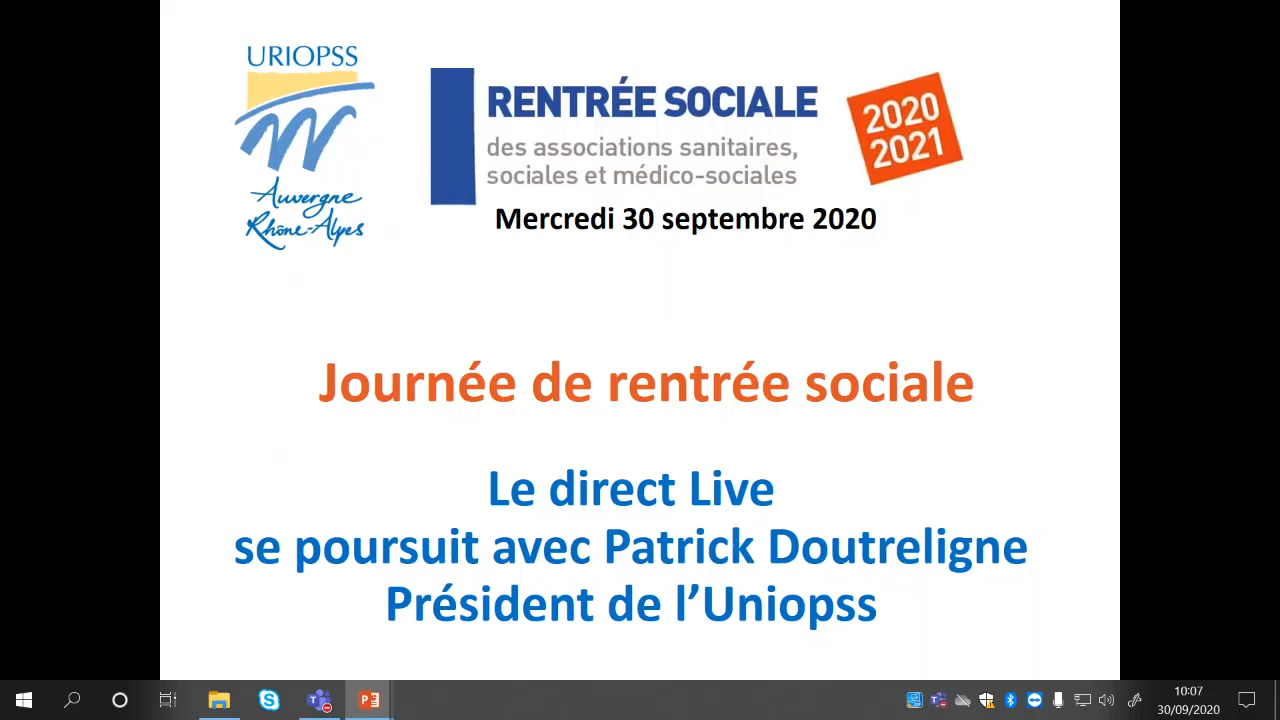 URIOPSS
Auvergne
Rhône-Alpes
RENTRÉE SOCIALE
des associations sanitaires,
sociales et médico-sociales
2020
2021
Mercredi 30 septembre 2020
Journée de rentrée sociale
Le direct Live
se poursuit avec Patrick Doutreligne
Président de l’Uniopss
10:07
30/09/2020